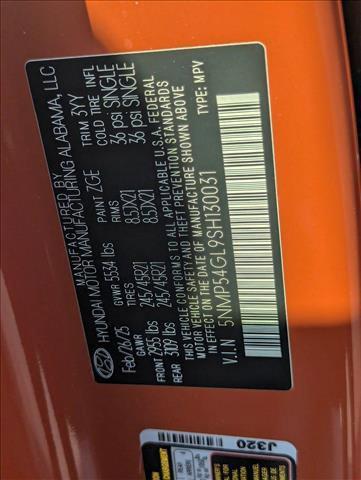 MANUFACTURED BY
HYUNDAI MOTOR MANUFACTURING ALABAMA, LLC
Feb/26/25 GVWR 5534 lbs PAINT ZGE TRIM 3YY
GAWR TIRES RIMS COLD TIRE INFL
FRONT 2955 lbs 245/45R21 8.5JX21 36 psi SINGLE
REAR 3109 lbs 245/45R21 8.5JX21 36 psi SINGLE
THIS VEHICLE CONFORMS TO ALL APPLICABLE U.S.A. FEDERAL
MOTOR VEHICLE SAFETY AND THEFT PREVENTION STANDARDS
IN EFFECT ON THE DATE OF MANUFACTURE SHOWN ABOVE
V.I.N 5NMP54GL9SH130031 TYPE: MPV
J320